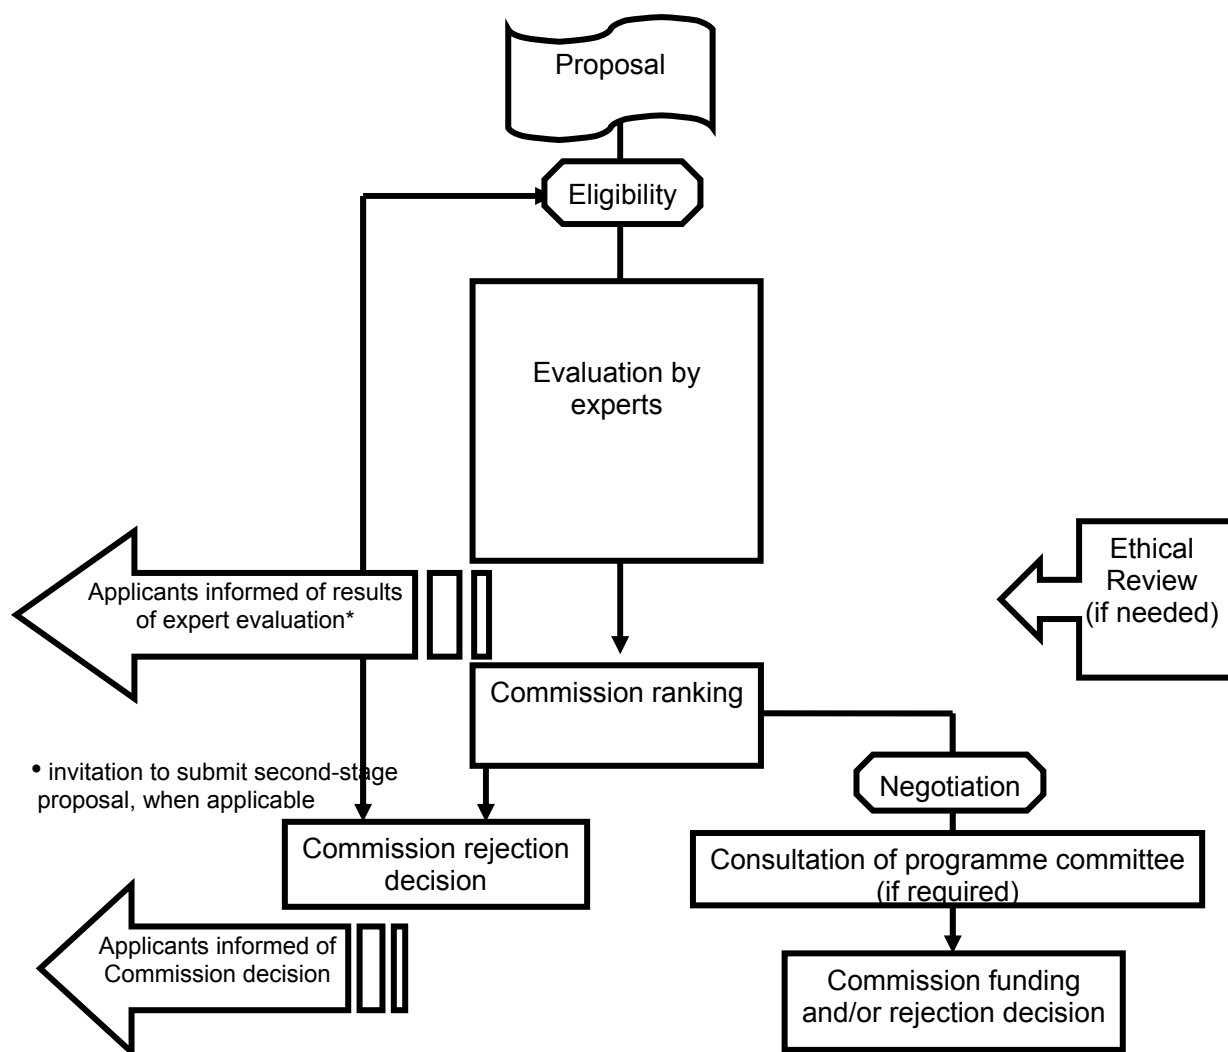 Proposal
Eligibility
Evaluation by
experts
Ethical
Review
(if needed)
Applicants informed of results
of expert evaluation*
Commission ranking
• invitation to submit second-stage
proposal, when applicable
Negotiation
Commission rejection
decision
Consultation of programme committee
(if required)
Applicants informed of
Commission decision
Commission funding
and/or rejection decision